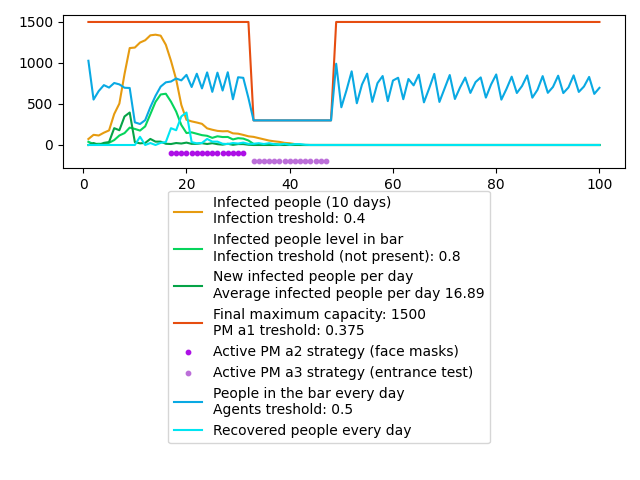 1500
1000
500
0
0
20
40
60
80
100
Infected people (10 days)
Infection treshold: 0.4
Infected people level in bar
Infection treshold (not present): 0.8
New infected people per day
Average infected people per day 16.89
Final maximum capacity: 1500
PM a1 treshold: 0.375
Active PM a2 strategy (face masks)
Active PM a3 strategy (entrance test)
People in the bar every day
Agents treshold: 0.5
Recovered people every day